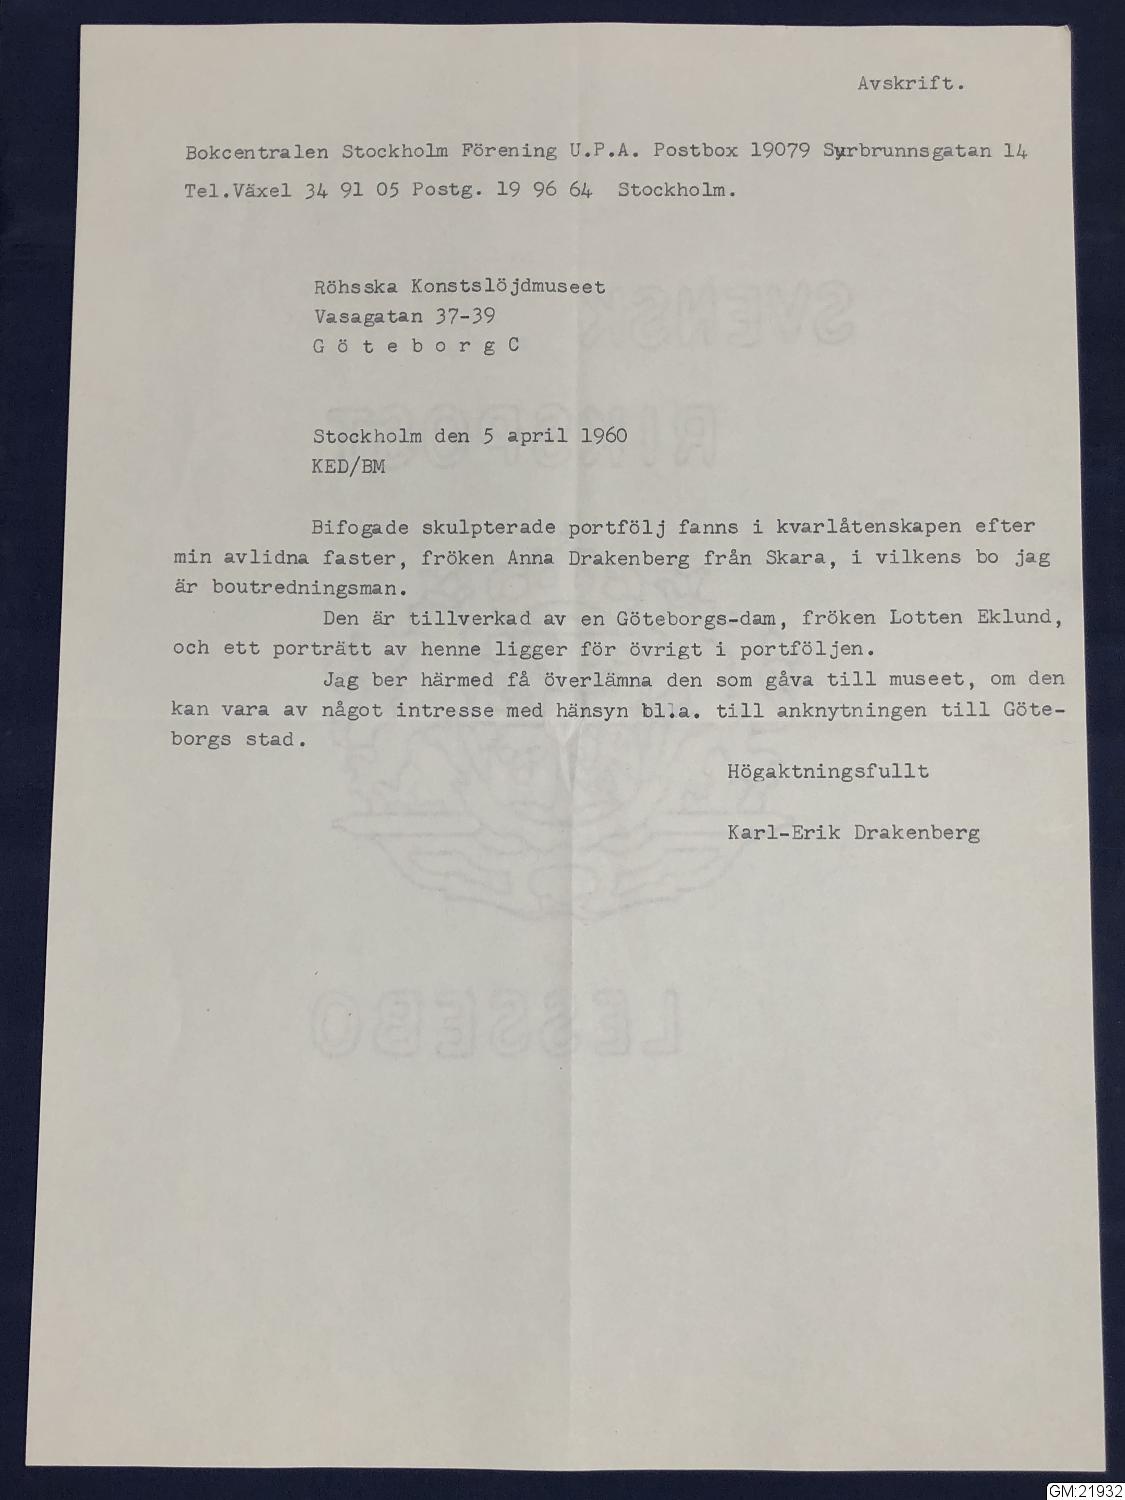 Avskrift.
Bokcentralen Stockholm Förening U.P.A. Postbox 19079 Syrbrunnsgatan 14
Tel.Växel 34 91 05 Postg. 19 96 64 Stockholm.
Röhsska Konstslöjdmuseet
Vasagatan 37-39
G ö t e b o r g C
Stockholm den 5 april 1960
KED/BM
Bifogade skulpterade portfölj fanns i kvarlåtenskapen efter
min avlidna faster, fröken Anna Drakenberg från Skara, i vilkens bo jag
är boutredningsman.
Den är tillverkad av en Göteborgs-dam, fröken Lotten Eklund,
och ett porträtt av henne ligger för övrigt i portföljen.
Jag ber härmed få överlämna den som gåva till museet, om den
kan vara av något intresse med hänsyn bl.a. till anknytningen till Göte-
borgs stad.
Högaktningsfullt
Karl-Erik Drakenberg
SVENSK
RIKSPOST
LESSEBO
GM:21932